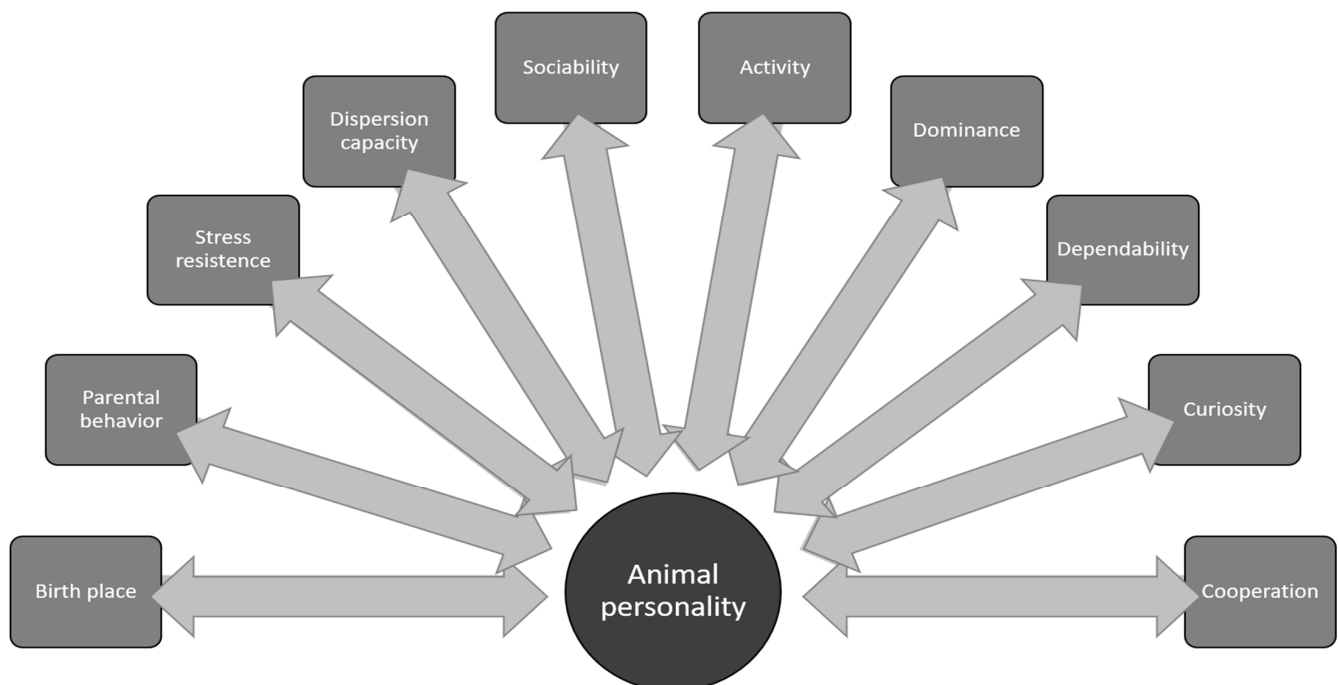 Sociability
Activity
Dispersion
capacity
Dominance
Stress
resistence
Dependability
Parental
behavior
Curiosity
Birth place
Animal
personality
Cooperation